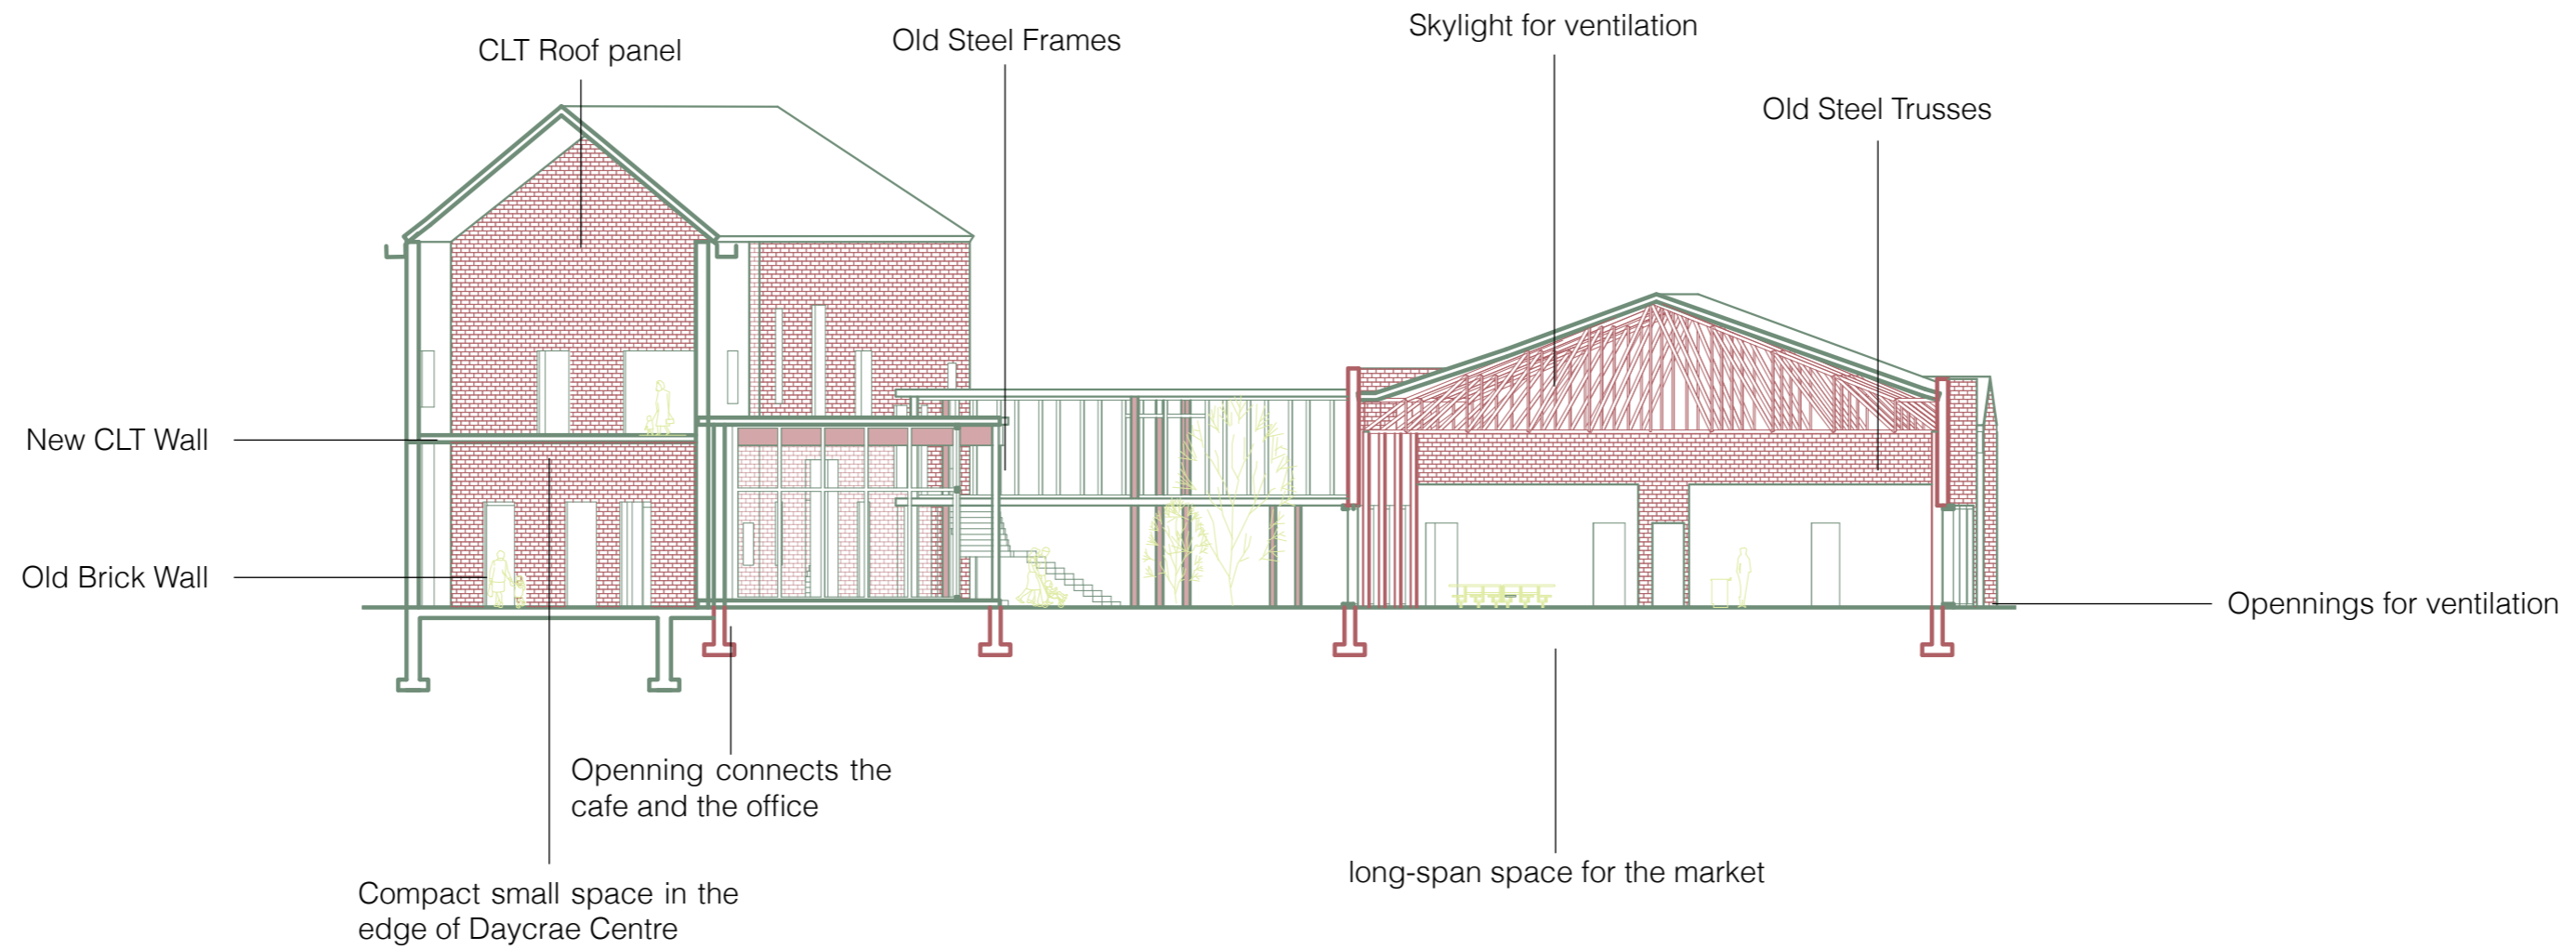 Skylight for ventilation
Old Steel Frames
CLT Roof panel
Old Steel Trusses
New CLT Wall
Old Brick Wall
Opennings for ventilation
Openning connects the
cafe and the office
long-span space for the market
Compact small space in the
edge of Daycrae Centre